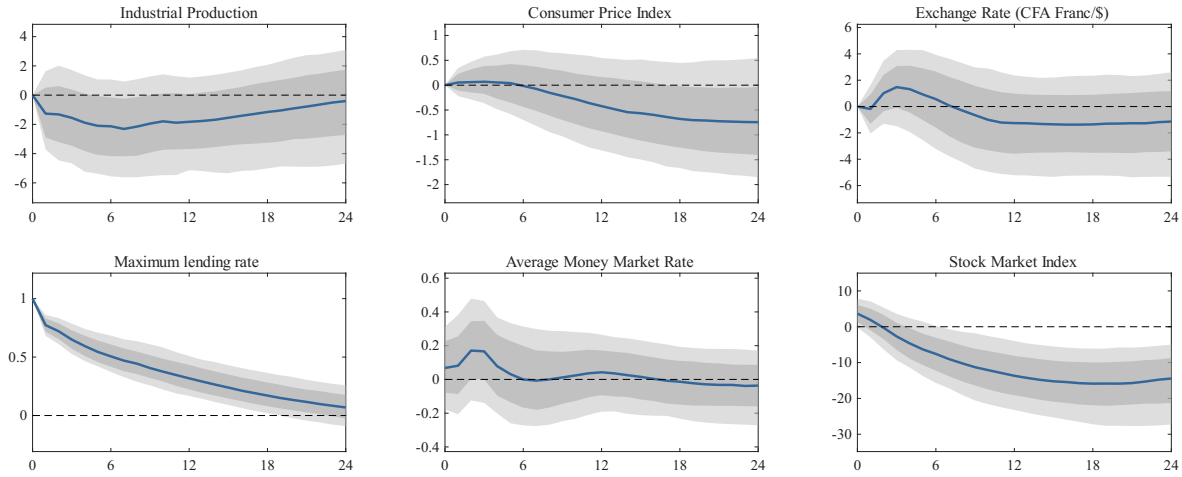 Industrial Production
4
2
0
-2
-4
-6
0 6 12 18 24
Consumer Price Index
1
0.5
0
-0.5
-1
-1.5
-2
0 6 12 18 24
Exchange Rate (CFA Franc/$)
6
4
2
0
-2
-4
-6
0 6 12 18 24
Maximum lending rate
1
0.5
0
0 6 12 18 24
Average Money Market Rate
0.6
0.4
0.2
0
-0.2
-0.4
0 6 12 18 24
Stock Market Index
10
0
-10
-20
-30
0 6 12 18 24